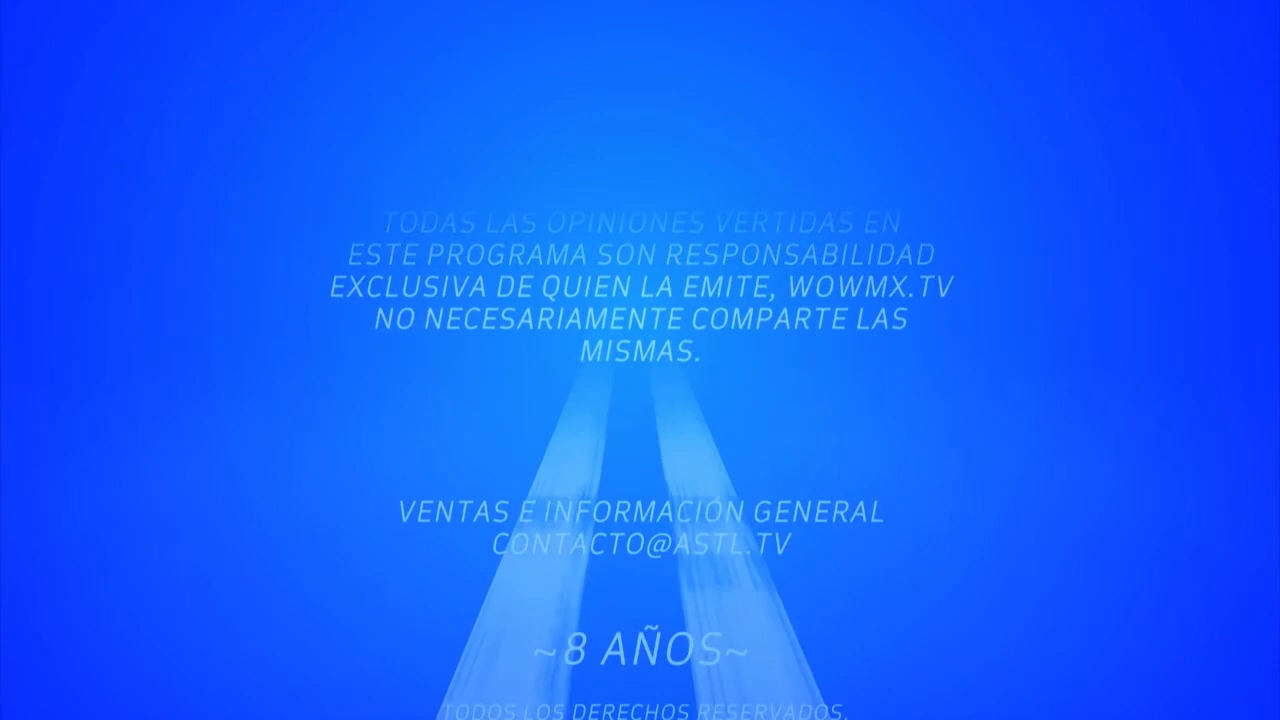 TODAS LAS OPINIONES VERTIDAS EN
ESTE PROGRAMA SON RESPONSABILIDAD
EXCLUSIVA DE QUIEN LA EMITE, WOWMX.TV
NO NECESARIAMENTE COMPARTE LAS
MISMAS.
VENTAS E INFORMACIÓN GENERAL
CONTACTO@ASTL.TV
~8 AÑOS~
TODOS LOS DERECHOS RESERVADOS.